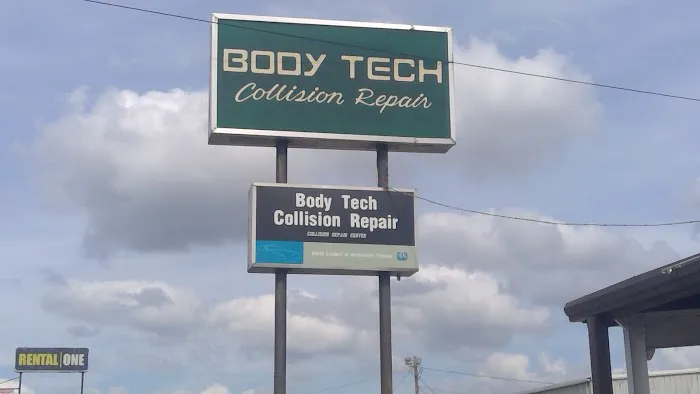 BODY TECH
Collision Repair
Body Tech
Collision Repair
COLLISION REPAIR CENTER
RENTAL ONE